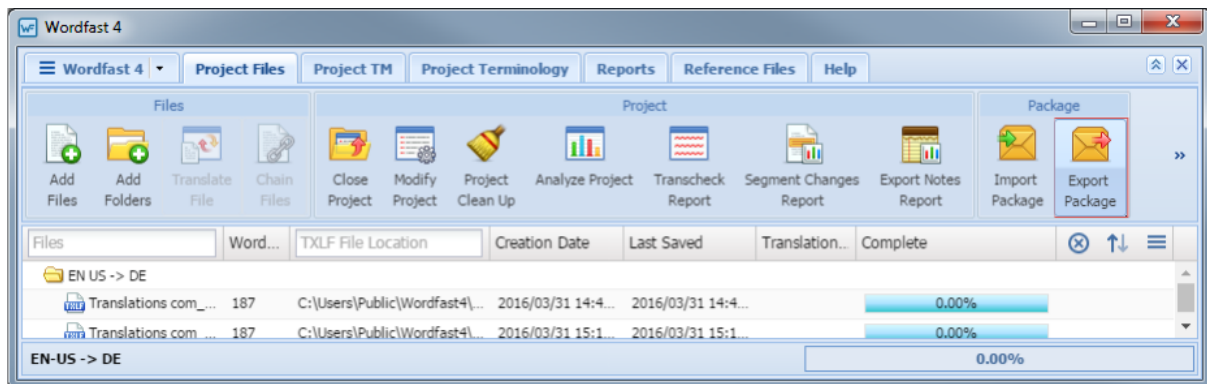 Wordfast 4
Wordfast 4 Project Files Project TM Project Terminology Reports Reference Files Help
Files Project Package
Add Files Add Folders Translate File Chain Files Close Project Modify Project Project Clean Up Analyze Project Transcheck Report Segment Changes Report Export Notes Report Import Package Export Package
Files Word... TXLF File Location Creation Date Last Saved Translation... Complete
EN US -> DE
TXLF Translations com_... 187 C:\Users\Public\Wordfast4\... 2016/03/31 14:4... 2016/03/31 14:4... 0.00%
Translations com ... 187 C:\Users\Public\Wordfast4\... 2016/03/31 15:1... 2016/03/31 15:1... 0.00%
EN-US -> DE 0.00%